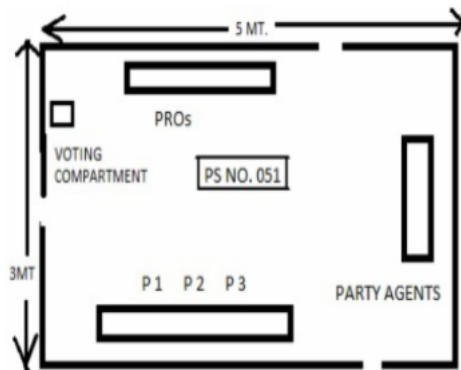 5 MT.
PROs
VOTING
COMPARTMENT
PS NO. 051
3MT
P 1 P 2 P 3
PARTY AGENTS